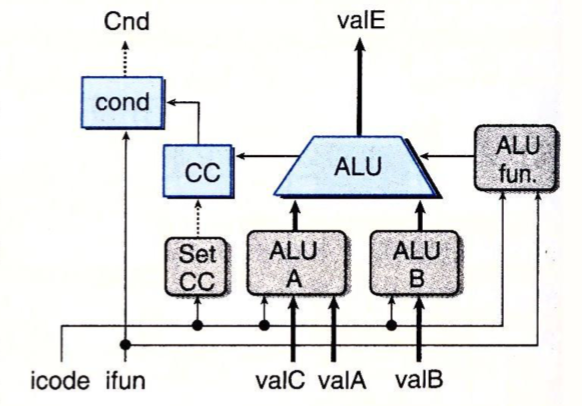 Cnd
valE
cond
ALU
fun.
CC
ALU
Set
CC
ALU
A
ALU
B
icode ifun valC valA valB